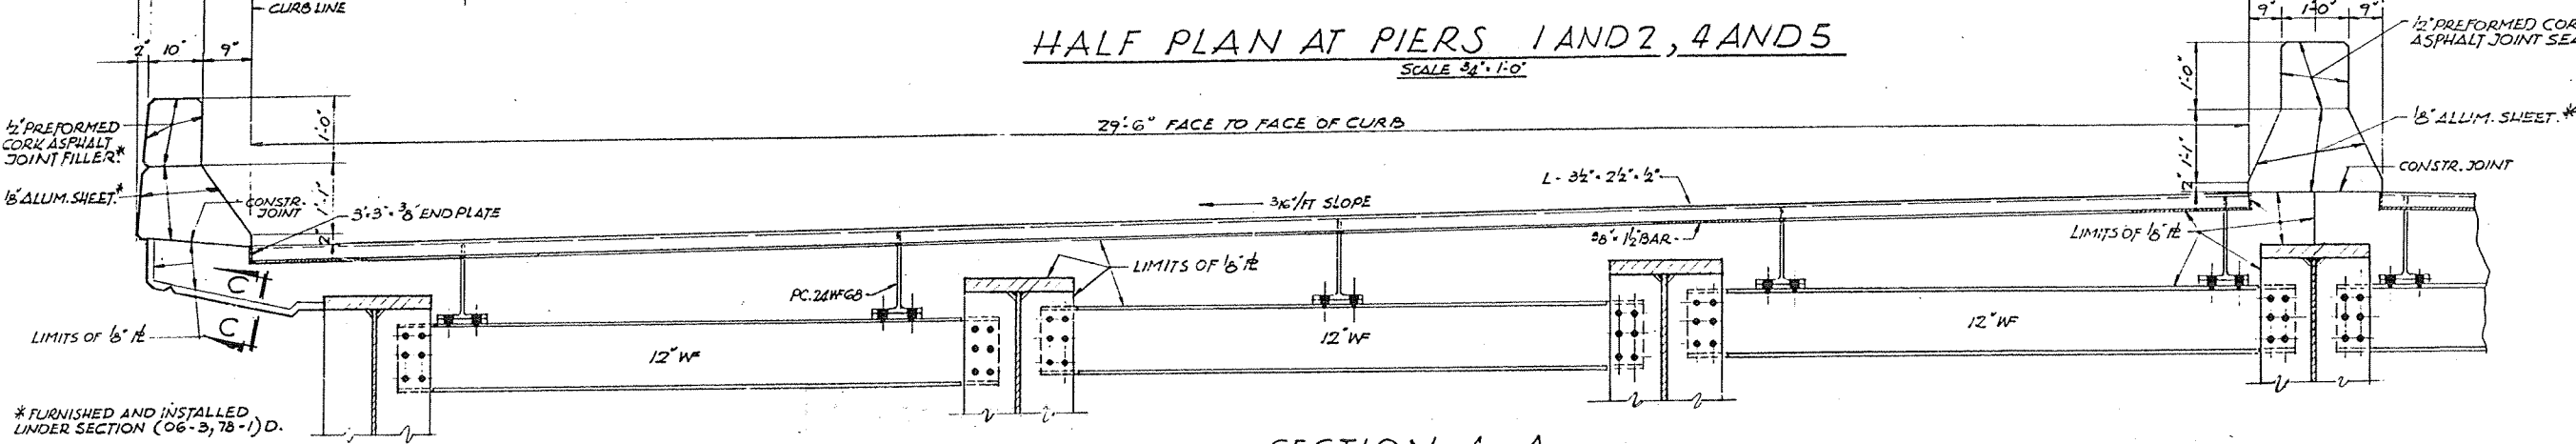 CURB LINE
HALF PLAN AT PIERS 1 AND 2, 4 AND 5
SCALE 3/4" = 1'-0"
2" 10" 9"
9" 1'-0" 9"
1/2" PREFORMED
ASPHALT JOINT
1/8" ALUM. SHEET.*
CONSTR. JOINT
1'-0"
1'-1"
2"
29'-6" FACE TO FACE OF CURB
1/2" PREFORMED
CORK ASPHALT
JOINT FILLER.*
1/8" ALUM. SHEET.*
CONSTR.
JOINT
1'-0"
1'-1"
2"
3" x 3" x 3/8" END PLATE
3/16"/FT SLOPE
L - 3 1/2" x 2 1/2" x 1/2"
3/8" x 1 1/2" BAR
LIMITS OF 1/8" PL
LIMITS OF 1/8" PL
PC. 24WF68
C
C
LIMITS OF 1/8" PL
12" WF
12" WF
12" WF
* FURNISHED AND INSTALLED
UNDER SECTION (06-3, 78-1) D.